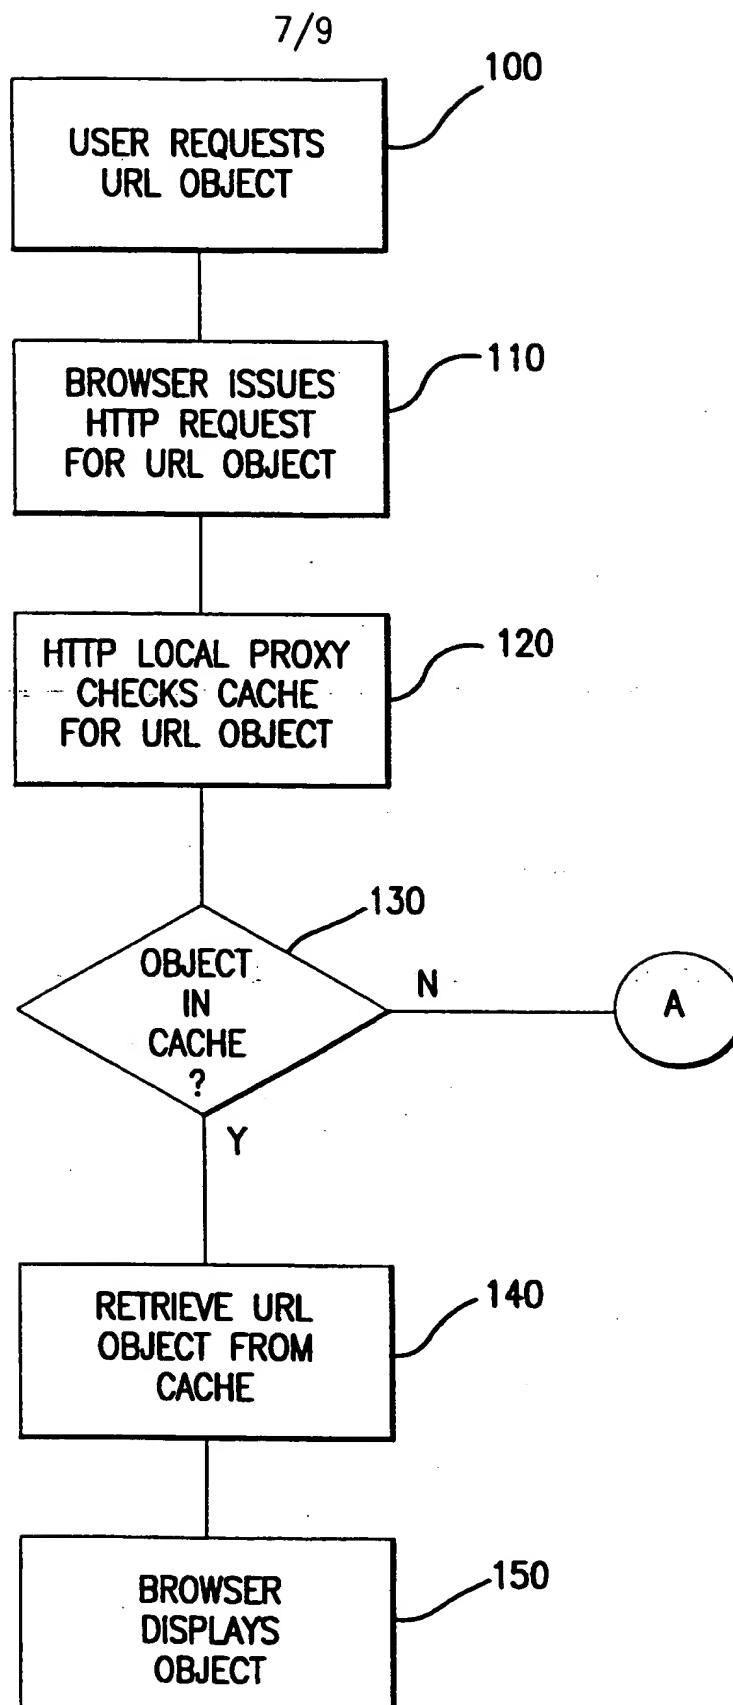 7/9
100
USER REQUESTS
URL OBJECT
110
BROWSER ISSUES
HTTP REQUEST
FOR URL OBJECT
120
HTTP LOCAL PROXY
CHECKS CACHE
FOR URL OBJECT
130
OBJECT
IN
CACHE
?
N
A
Y
140
RETRIEVE URL
OBJECT FROM
CACHE
150
BROWSER
DISPLAYS
OBJECT